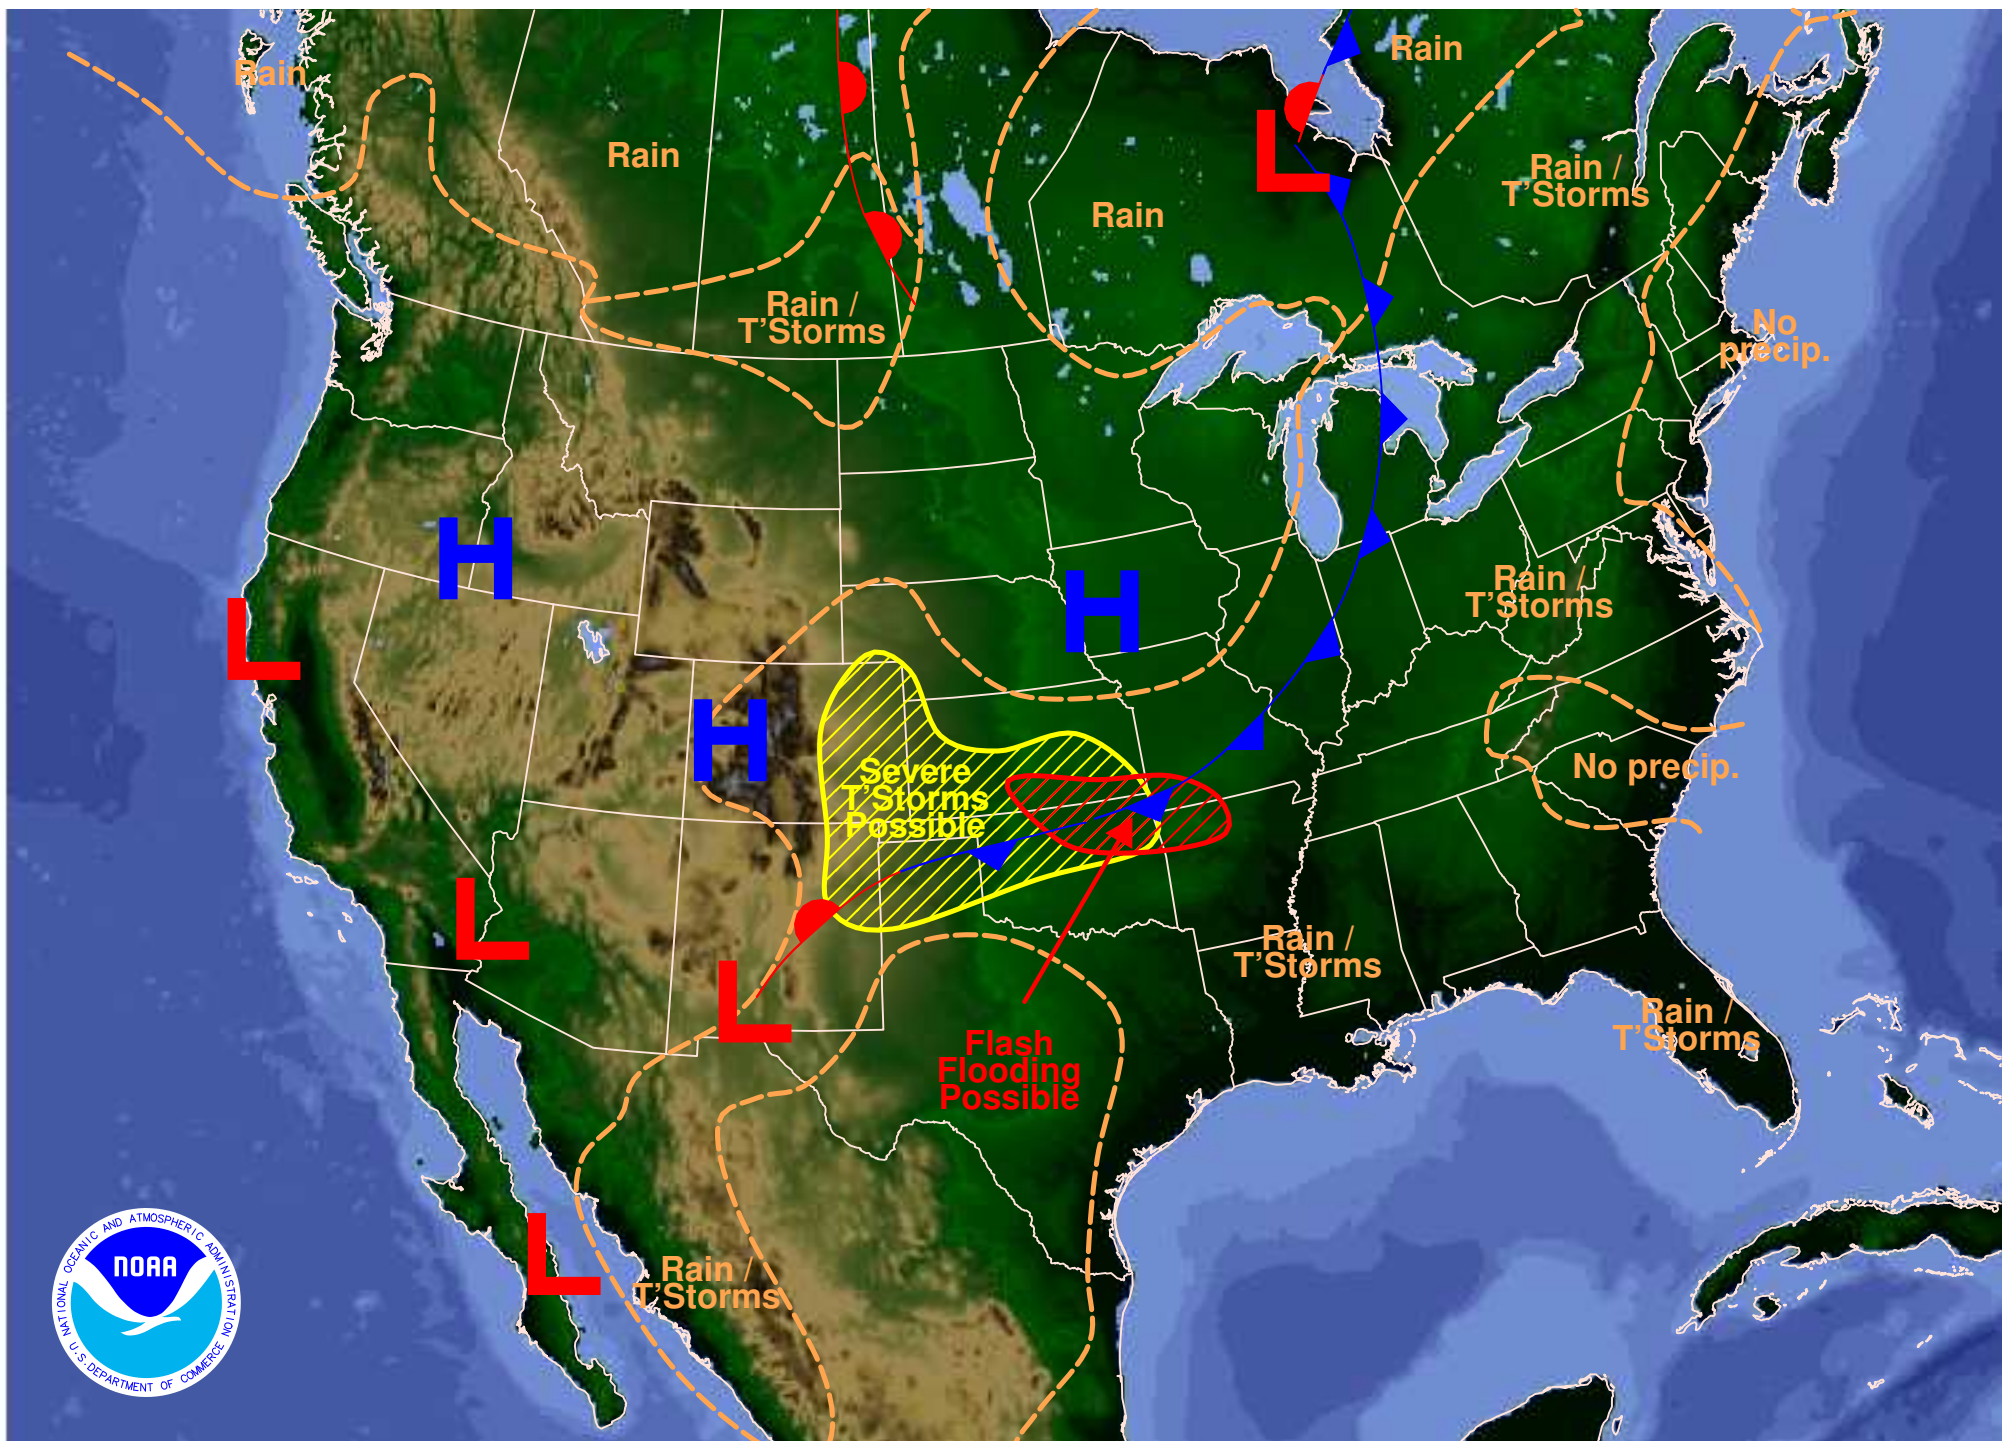 Rain
Rain
Rain
Rain /
T'Storms
Rain
Rain /
T'Storms
No
precip.
H
L
H
H
L
Rain /
T'Storms
No precip.
Severe
T'Storms
Possible
L
L
Rain /
T'Storms
Rain /
T'Storms
Flash
Flooding
Possible
L
Rain /
T'Storms
NATIONAL OCEANIC AND ATMOSPHERIC ADMINISTRATION
NOAA
U.S. DEPARTMENT OF COMMERCE